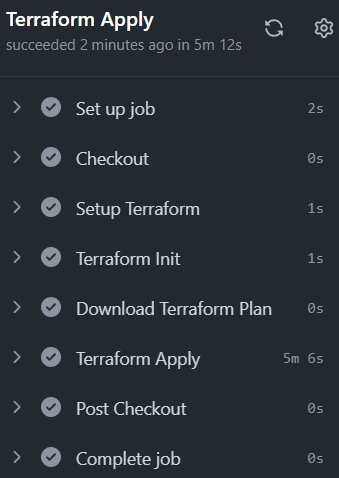 Terraform Apply
succeeded 2 minutes ago in 5m 12s
Set up job 2s
Checkout 0s
Setup Terraform 1s
Terraform Init 1s
Download Terraform Plan 0s
Terraform Apply 5m 6s
Post Checkout 0s
Complete job 0s